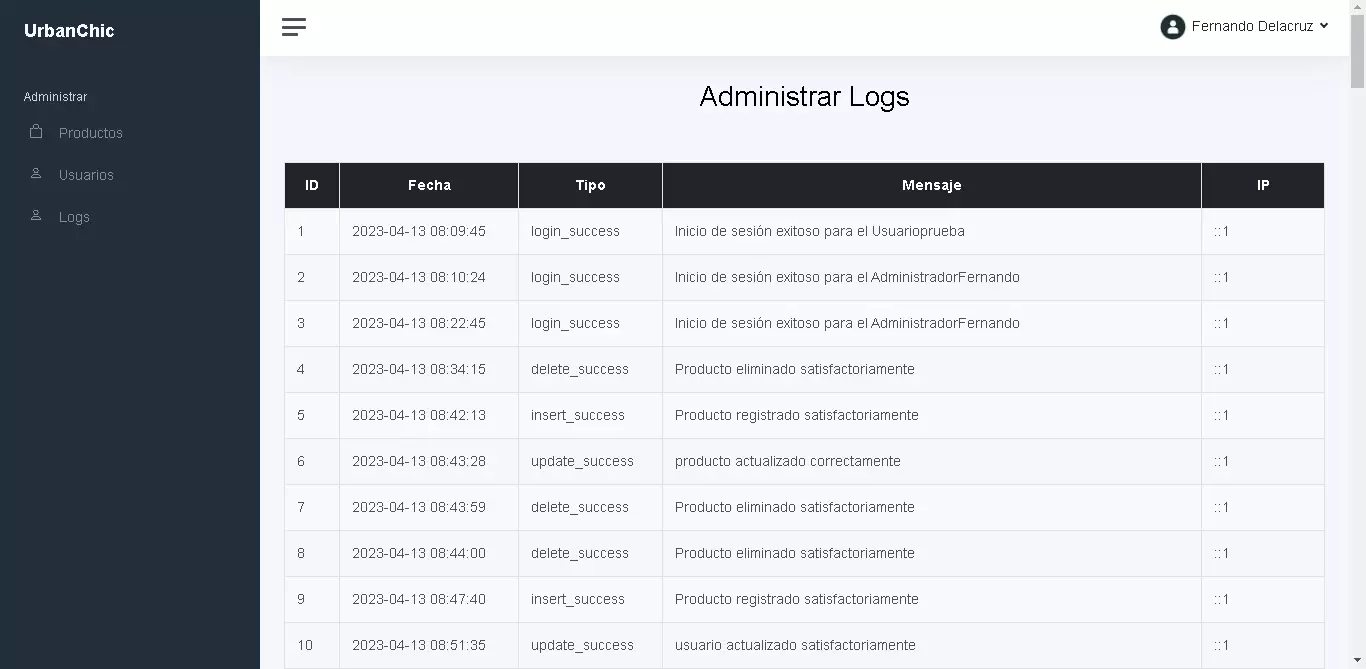 UrbanChic
Fernando Delacruz
Administrar
Productos
Usuarios
Logs
Administrar Logs
ID Fecha Tipo Mensaje IP
1 2023-04-13 08:09:45 login_success Inicio de sesión exitoso para el Usuarioprueba ::1
2 2023-04-13 08:10:24 login_success Inicio de sesión exitoso para el AdministradorFernando ::1
3 2023-04-13 08:22:45 login_success Inicio de sesión exitoso para el AdministradorFernando ::1
4 2023-04-13 08:34:15 delete_success Producto eliminado satisfactoriamente ::1
5 2023-04-13 08:42:13 insert_success Producto registrado satisfactoriamente ::1
6 2023-04-13 08:43:28 update_success producto actualizado correctamente ::1
7 2023-04-13 08:43:59 delete_success Producto eliminado satisfactoriamente ::1
8 2023-04-13 08:44:00 delete_success Producto eliminado satisfactoriamente ::1
9 2023-04-13 08:47:40 insert_success Producto registrado satisfactoriamente ::1
10 2023-04-13 08:51:35 update_success usuario actualizado satisfactoriamente ::1